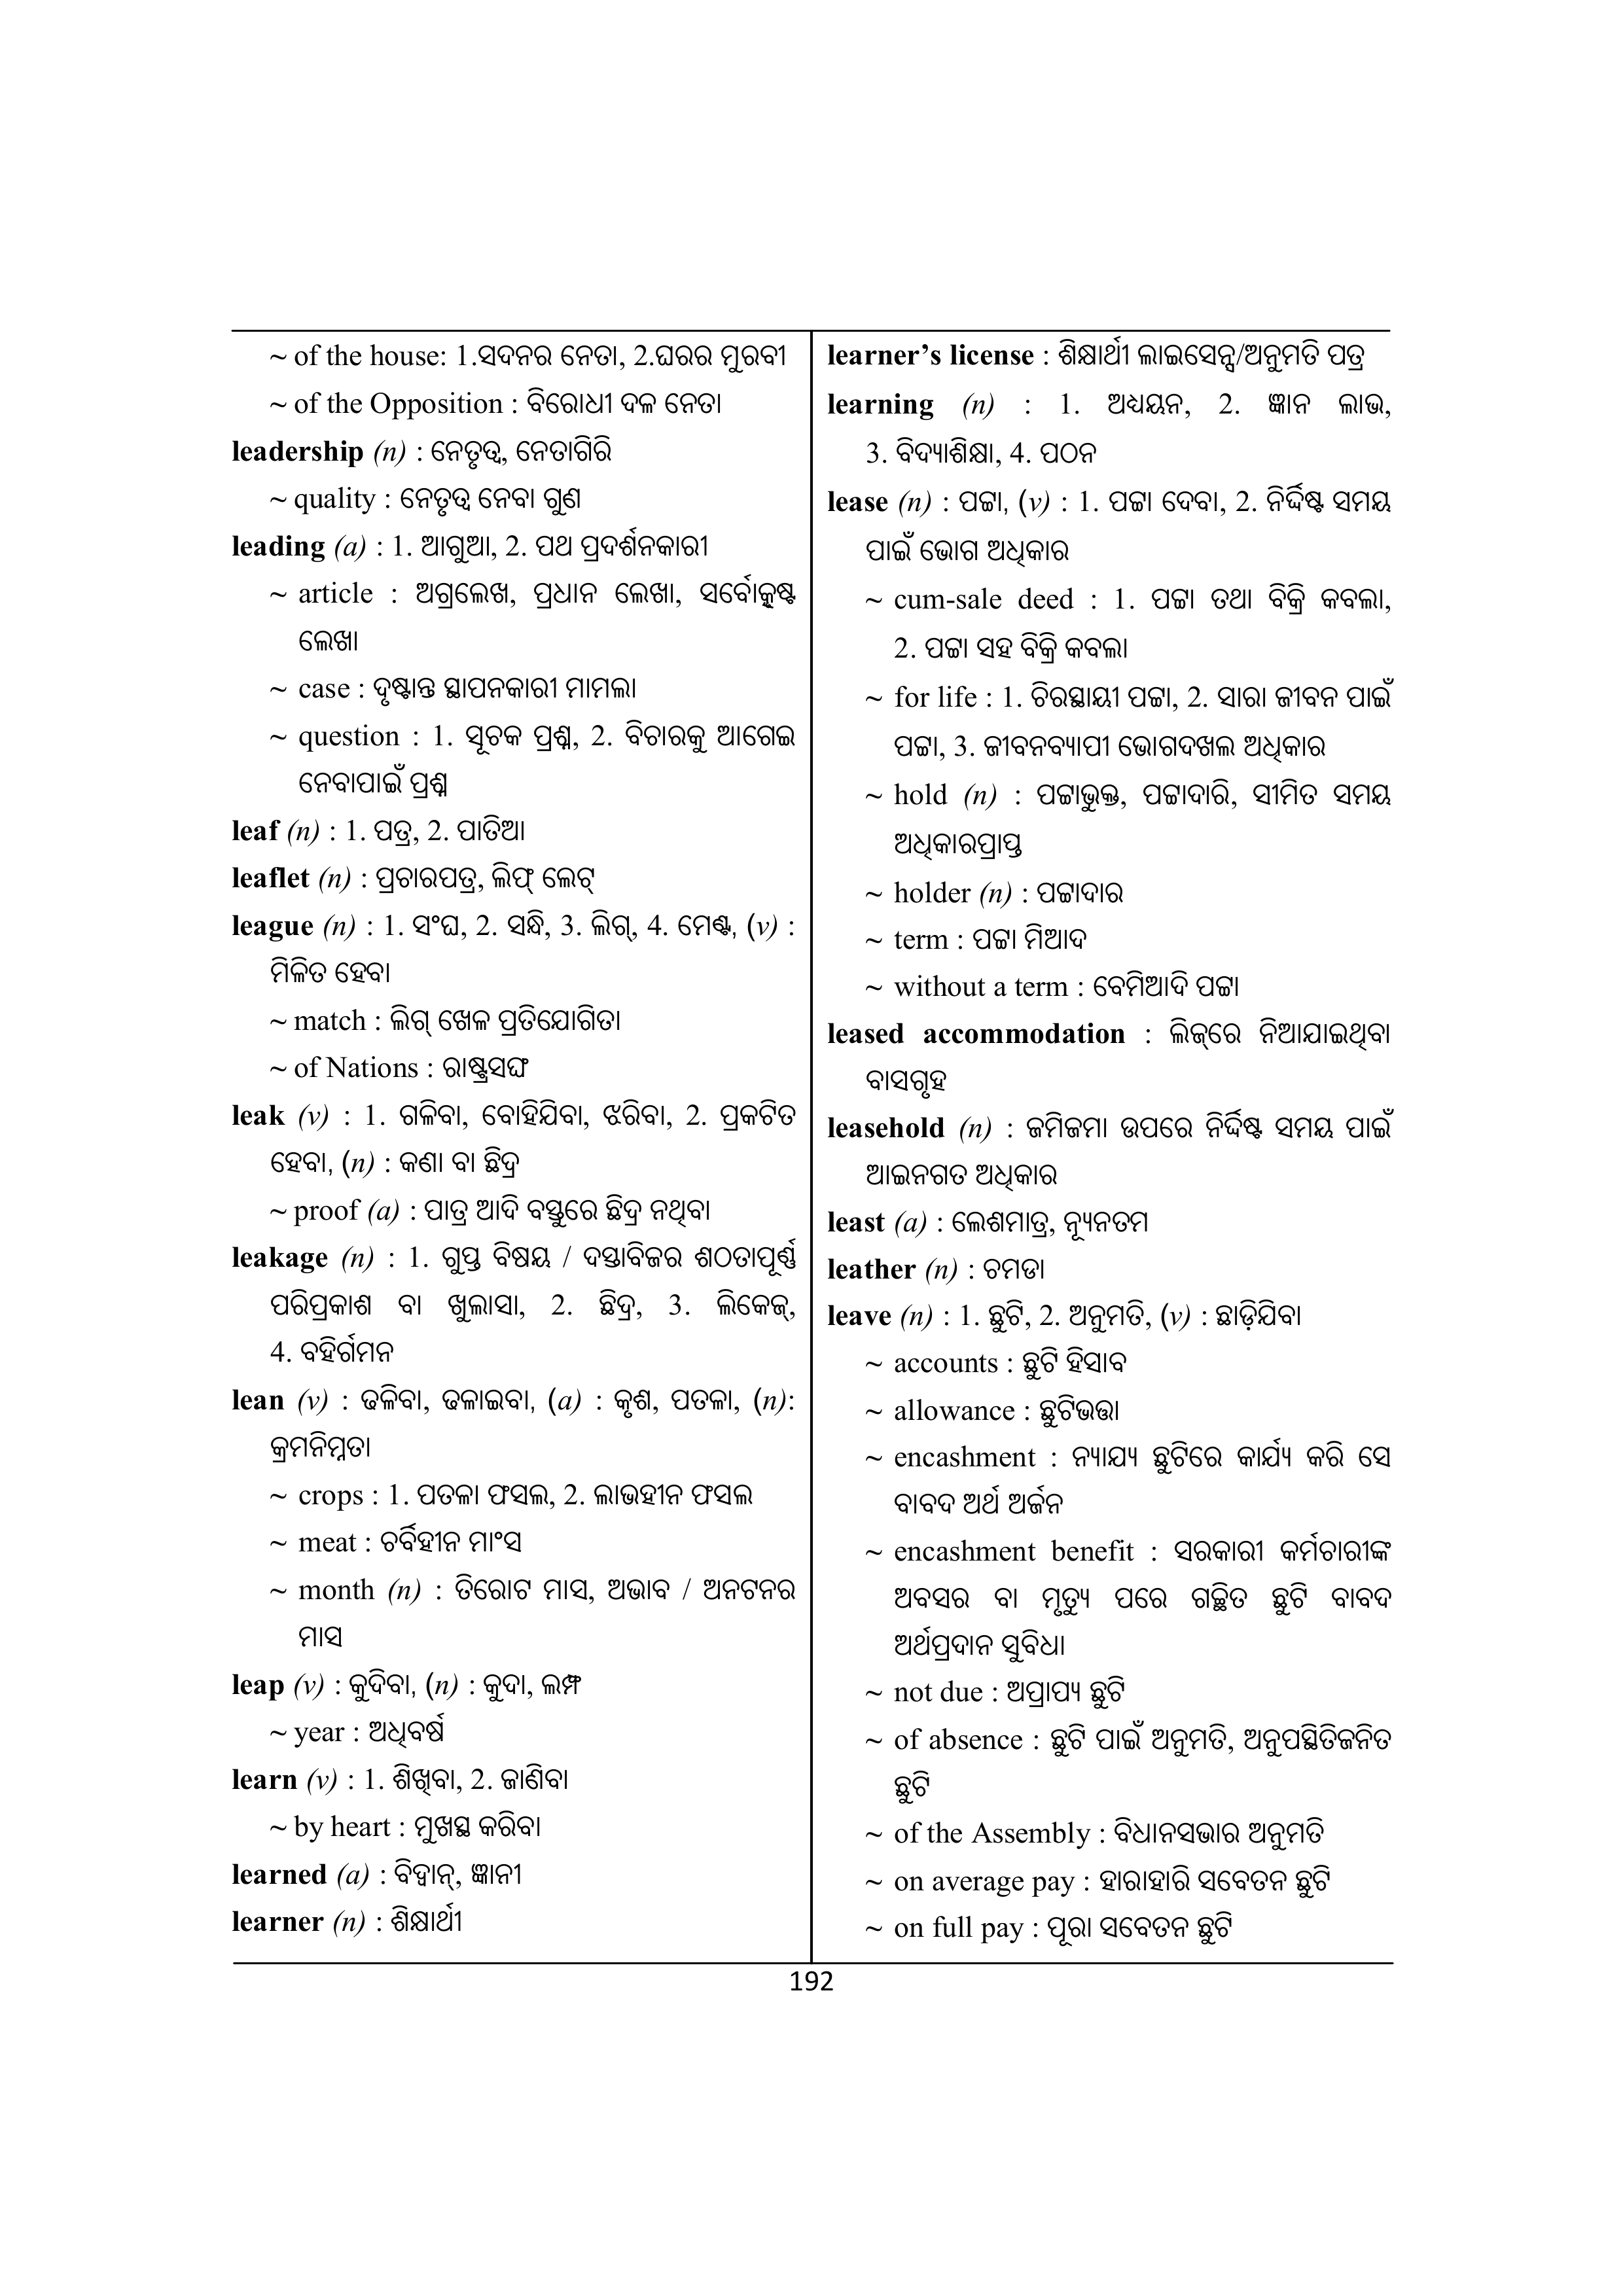 ~ of the house: 1.ସଦନର ନେତା, 2.ଘରର ମୁରବୀ
~ of the Opposition : ବିରୋଧୀ ଦଳ ନେତା
leadership (n) : ନେତୃତ୍ତ୍ୱ, ନେତାଗିରି
~ quality : ନେତୃତ୍ୱ ନେବା ଗୁଣ
leading (a) : 1. ଆଗୁଆ, 2. ପଥ ପ୍ରଦର୍ଶନକାରୀ
~ article : ଅଗ୍ରଲେଖ, ପ୍ରଧାନ ଲେଖା, ସର୍ବୋତ୍କୃଷ୍ଟ
ଲେଖା
~ case : ଦୃଷ୍ଟାନ୍ତ ସ୍ଥାପନକାରୀ ମାମଲା
~ question : 1. ସୂଚକ ପ୍ରଶ୍ନ, 2. ବିଚାରକୁ ଆଗେଇ
ନେବାପାଇଁ ପ୍ରଶ୍ନ
leaf (n) : 1. ପତ୍ର, 2. ପାତିଆ
leaflet (n) : ପ୍ରଚାରପତ୍ର, ଲିଫ୍ ଲେଟ୍
league (n) : 1. ସଂଘ, 2. ସନ୍ଧି, 3. ଲିଗ୍, 4. ମେଣ୍ଟ, (v) :
ମିଳିତ ହେବା
~ match : ଲିଗ୍ ଖେଳ ପ୍ରତିଯୋଗିତା
~ of Nations : ରାଷ୍ଟ୍ରସଙ୍ଘ
leak (v) : 1. ଗଳିବା, ବୋହିଯିବା, ଝରିବା, 2. ପ୍ରକଟିତ
ହେବା, (n) : କଣା ବା ଛିଦ୍ର
~ proof (a) : ପାତ୍ର ଆଦି ବସ୍ତୁରେ ଛିଦ୍ର ନଥିବା
leakage (n) : 1. ଗୁପ୍ତ ବିଷୟ / ଦସ୍ତାବିଜର ଶଠତାପୂର୍ଣ୍ଣ
ପରିପ୍ରକାଶ ବା ଖୁଲାସା, 2. ଛିଦ୍ର, 3. ଲିକେଜ୍,
4. ବହିର୍ଗମନ
lean (v) : ଢଳିବା, ଢଳାଇବା, (a) : କୃଶ, ପତଳା, (n):
କ୍ରମନିମ୍ନତା
~ crops : 1. ପତଳା ଫସଲ, 2. ଲାଭହୀନ ଫସଲ
~ meat : ଚର୍ବିହୀନ ମାଂସ
~ month (n) : ତିରୋଟ ମାସ, ଅଭାବ / ଅନଟନର
ମାସ
leap (v) : କୁଦିବା, (n) : କୁଦା, ଲମ୍ଫ
~ year : ଅଧିବର୍ଷ
learn (v) : 1. ଶିଖିବା, 2. ଜାଣିବା
~ by heart : ମୁଖସ୍ଥ କରିବା
learned (a) : ବିଦ୍ୱାନ୍, ଜ୍ଞାନୀ
learner (n) : ଶିକ୍ଷାର୍ଥୀ
learner’s license : ଶିକ୍ଷାର୍ଥୀ ଲାଇସେନ୍ସ/ଅନୁମତି ପତ୍ର
learning (n) : 1. ଅଧ୍ୟୟନ, 2. ଜ୍ଞାନ ଲାଭ,
3. ବିଦ୍ୟାଶିକ୍ଷା, 4. ପଠନ
lease (n) : ପଟ୍ଟା, (v) : 1. ପଟ୍ଟା ଦେବା, 2. ନିର୍ଦ୍ଦିଷ୍ଟ ସମୟ
ପାଇଁ ଭୋଗ ଅଧିକାର
~ cum-sale deed : 1. ପଟ୍ଟା ତଥା ବିକ୍ରି କବଲା,
2. ପଟ୍ଟା ସହ ବିକ୍ରି କବଲା
~ for life : 1. ଚିରସ୍ଥାୟୀ ପଟ୍ଟା, 2. ସାରା ଜୀବନ ପାଇଁ
ପଟ୍ଟା, 3. ଜୀବନବ୍ୟାପୀ ଭୋଗଦଖଲ ଅଧିକାର
~ hold (n) : ପଟ୍ଟାଭୁକ୍ତ, ପଟ୍ଟାଦାରି, ସୀମିତ ସମୟ
ଅଧିକାରପ୍ରାପ୍ତ
~ holder (n) : ପଟ୍ଟାଦାର
~ term : ପଟ୍ଟା ମିଆଦ
~ without a term : ବେମିଆଦି ପଟ୍ଟା
leased accommodation : ଲିଜ୍‌ରେ ନିଆଯାଇଥିବା
ବାସଗୃହ
leasehold (n) : ଜମିଜମା ଉପରେ ନିର୍ଦ୍ଦିଷ୍ଟ ସମୟ ପାଇଁ
ଆଇନଗତ ଅଧିକାର
least (a) : ଲେଶମାତ୍ର, ନ୍ୟୂନତମ
leather (n) : ଚମଡା
leave (n) : 1. ଛୁଟି, 2. ଅନୁମତି, (v) : ଛାଡ଼ିଯିବା
~ accounts : ଛୁଟି ହିସାବ
~ allowance : ଛୁଟିଭତ୍ତା
~ encashment : ନ୍ୟାଯ୍ୟ ଛୁଟିରେ କାର୍ଯ୍ୟ କରି ସେ
ବାବଦ ଅର୍ଥ ଅର୍ଜନ
~ encashment benefit : ସରକାରୀ କର୍ମଚାରୀଙ୍କ
ଅବସର ବା ମୃତ୍ୟୁ ପରେ ଗଚ୍ଛିତ ଛୁଟି ବାବଦ
ଅର୍ଥପ୍ରଦାନ ସୁବିଧା
~ not due : ଅପ୍ରାପ୍ୟ ଛୁଟି
~ of absence : ଛୁଟି ପାଇଁ ଅନୁମତି, ଅନୁପସ୍ଥିତିଜନିତ
ଛୁଟି
~ of the Assembly : ବିଧାନସଭାର ଅନୁମତି
~ on average pay : ହାରାହାରି ସବେତନ ଛୁଟି
~ on full pay : ପୂରା ସବେତନ ଛୁଟି
192